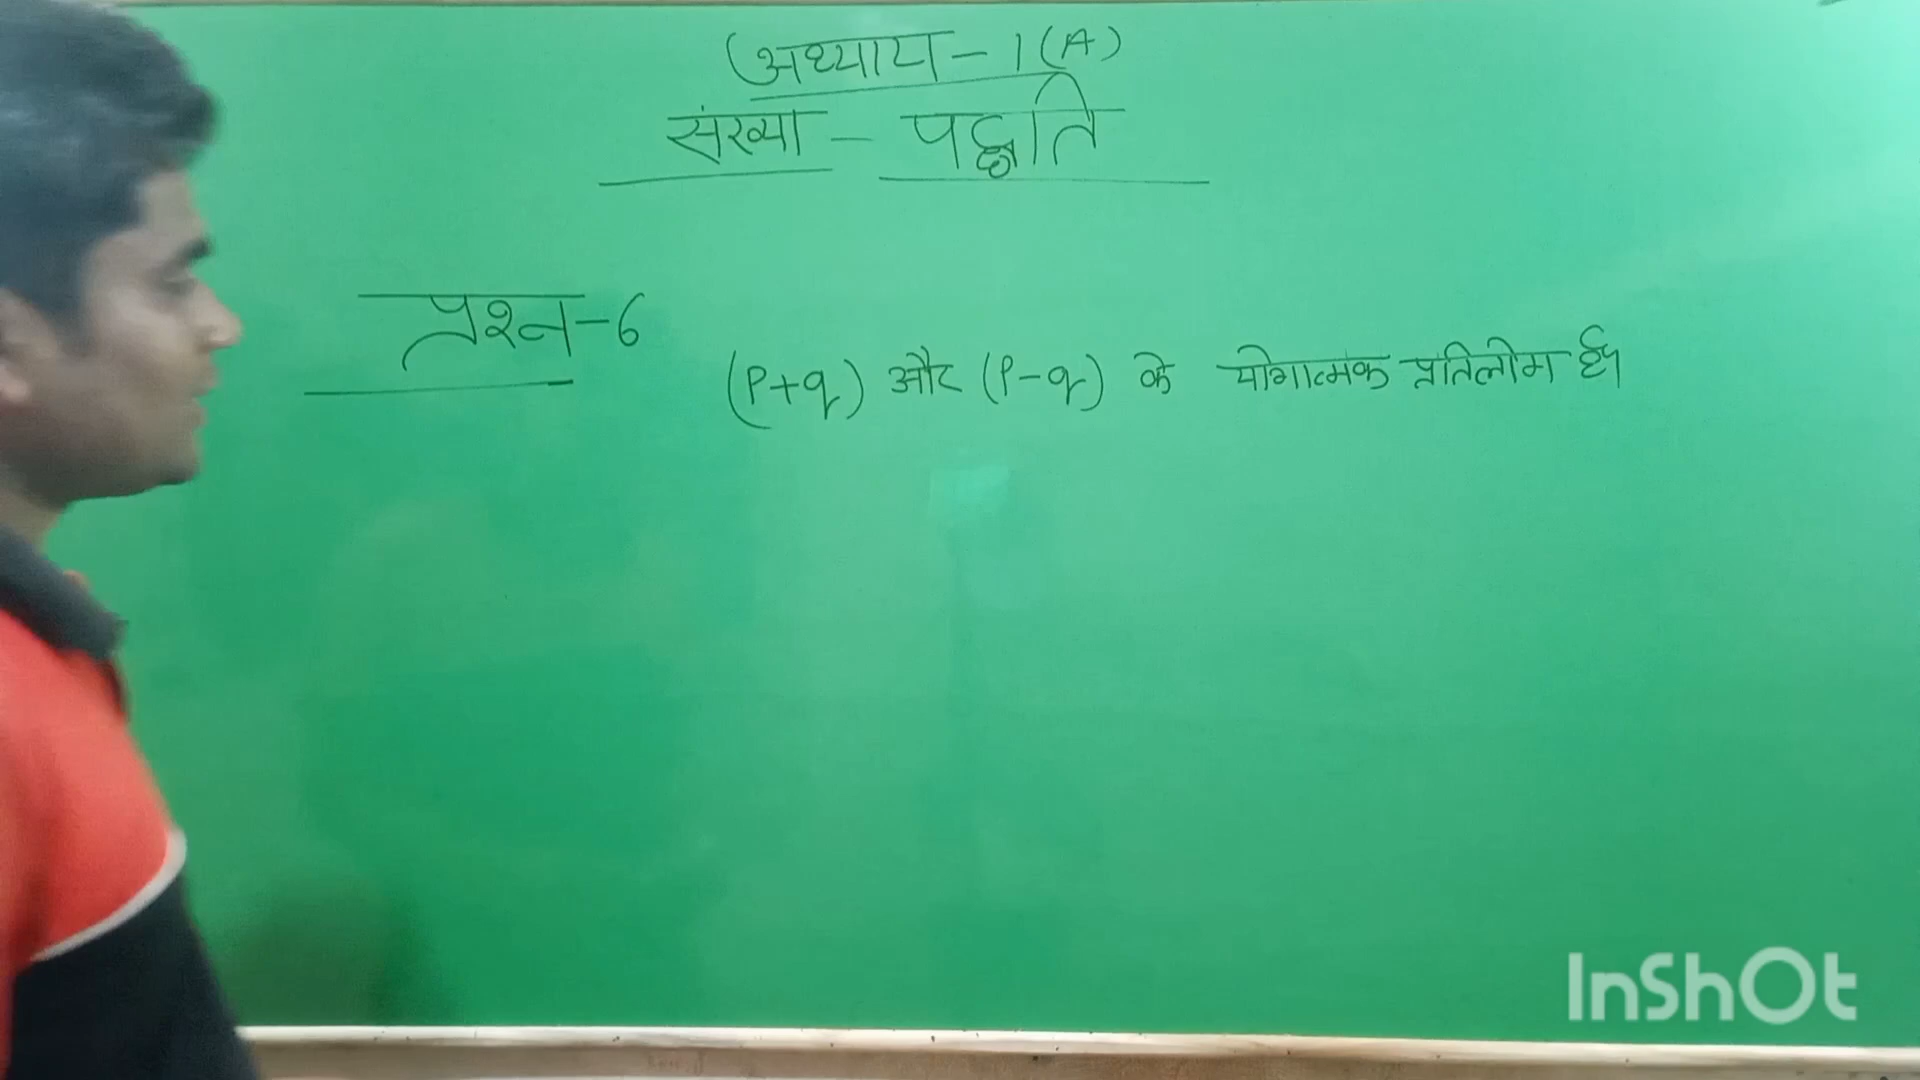 अध्याय - 1 (A)
संख्या - पद्धति
प्रश्न-6
(P+q) और (P-q) के योगात्मक प्रतिलोम है।
InShOt